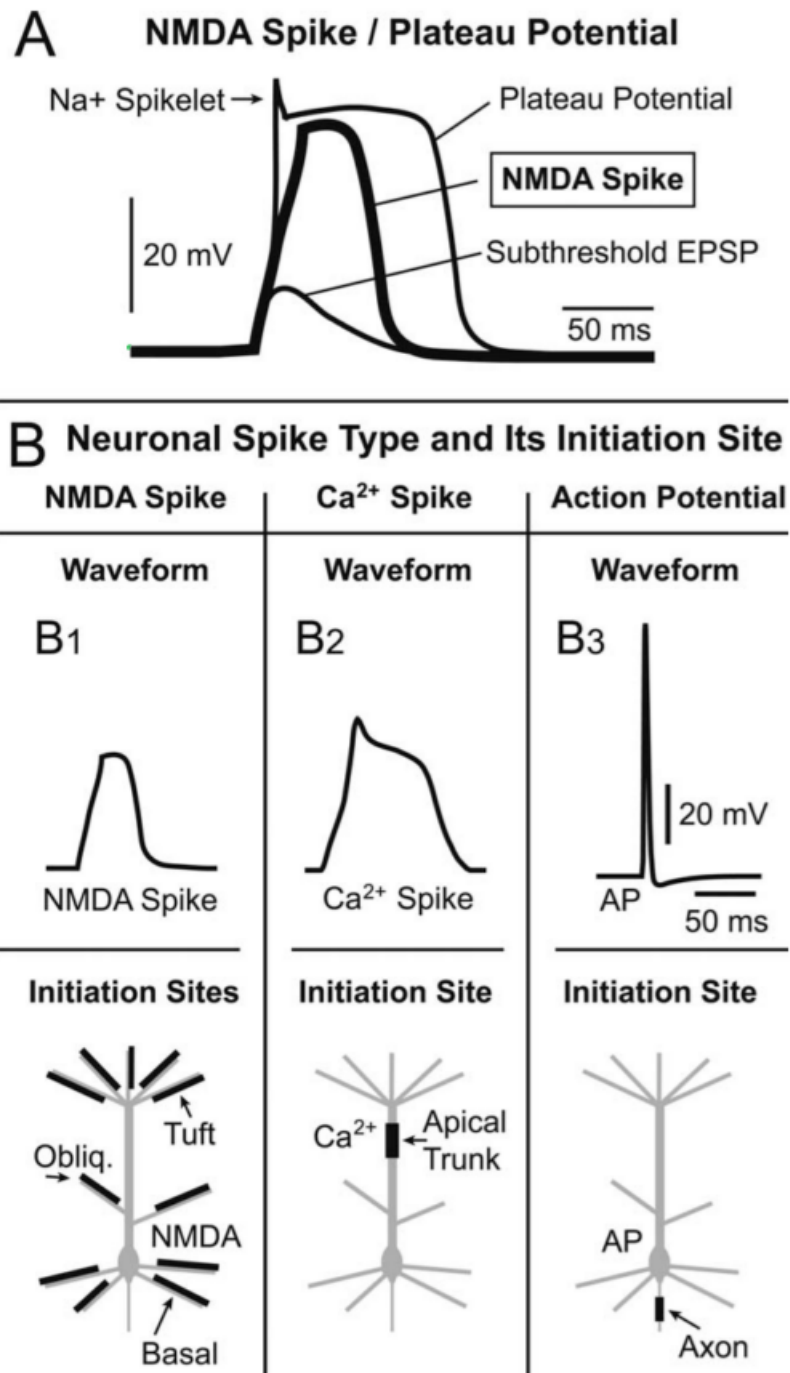 A NMDA Spike / Plateau Potential
Na+ Spikelet
Plateau Potential
NMDA Spike
20 mV
Subthreshold EPSP
50 ms
B Neuronal Spike Type and Its Initiation Site
NMDA Spike
Ca²⁺ Spike
Action Potential
Waveform
Waveform
Waveform
B1
B2
B3
20 mV
NMDA Spike
Ca²⁺ Spike
AP
50 ms
Initiation Sites
Initiation Site
Initiation Site
Tuft
Obliq.
NMDA
Basal
Ca²⁺
Apical
Trunk
AP
Axon